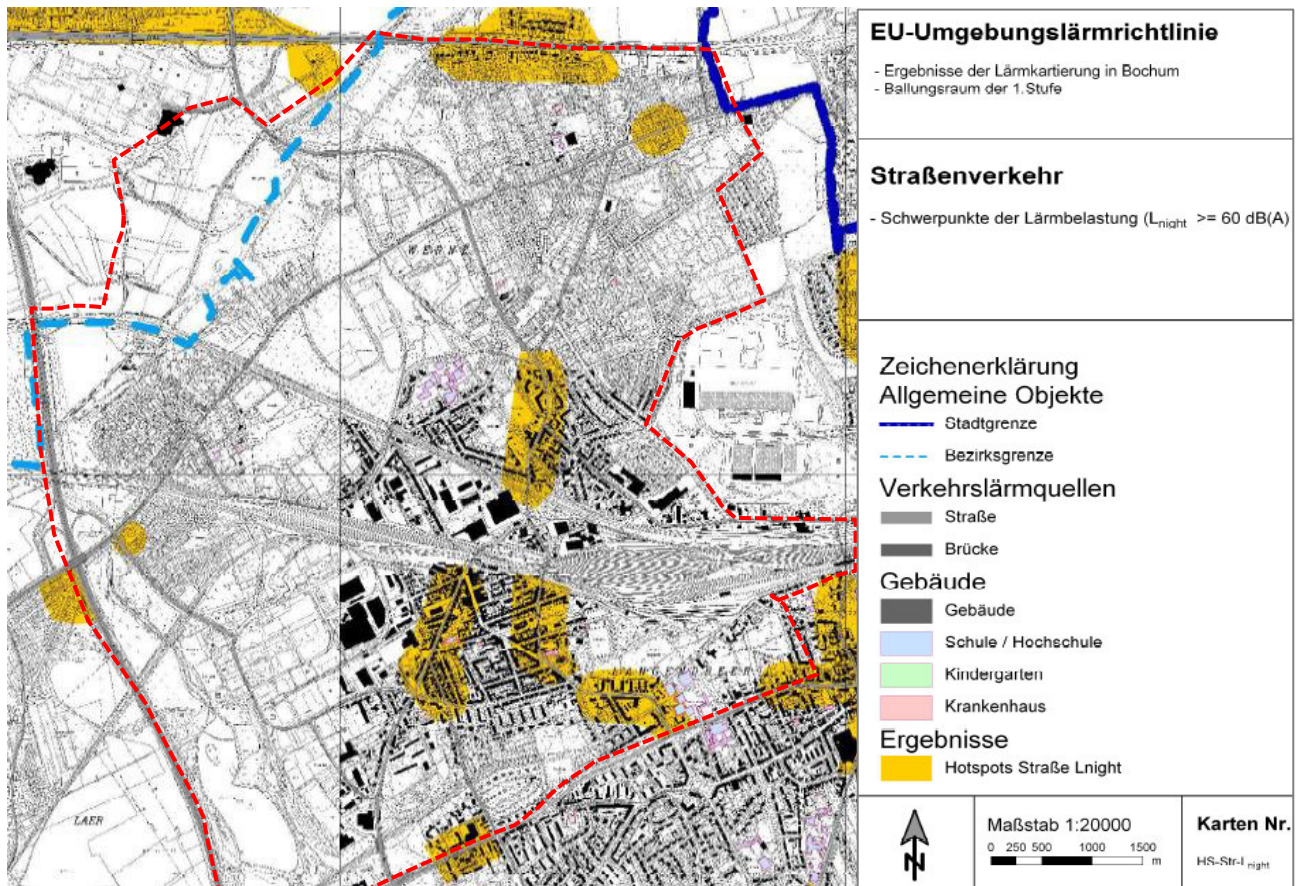 EU-Umgebungslärmrichtlinie
- Ergebnisse der Lärmkartierung in Bochum
- Ballungsraum der 1.Stufe
Straßenverkehr
- Schwerpunkte der Lärmbelastung (Lnight >= 60 dB(A)
Zeichenerklärung
Allgemeine Objekte
Stadtgrenze
Bezirksgrenze
Verkehrslärmquellen
Straße
Brücke
Gebäude
Gebäude
Schule / Hochschule
Kindergarten
Krankenhaus
Ergebnisse
Hotspots Straße Lnight
Maßstab 1:20000
0 250 500 1000 1500
m
N
Karten Nr.
HS-Str-Lnight
WERNE
LAER